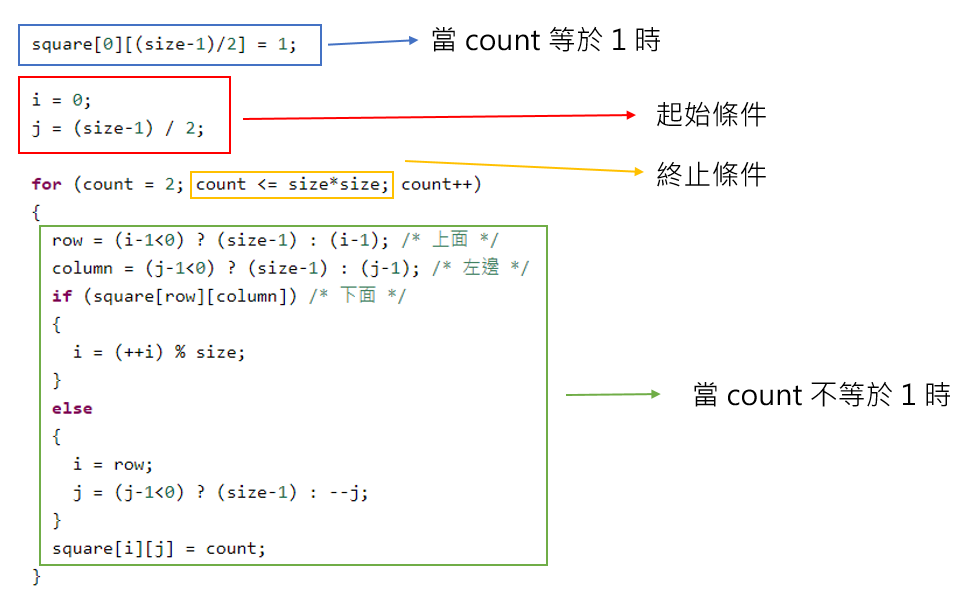 square[0][(size-1)/2] = 1;
當 count 等於 1 時
i = 0;
j = (size-1) / 2;
起始條件
終止條件
for (count = 2; count <= size*size; count++)
{
row = (i-1<0) ? (size-1) : (i-1); /* 上面 */
column = (j-1<0) ? (size-1) : (j-1); /* 左邊 */
if (square[row][column]) /* 下面 */
{
i = (++i) % size;
}
else
當 count 不等於 1 時
{
i = row;
j = (j-1<0) ? (size-1) : --j;
}
square[i][j] = count;
}